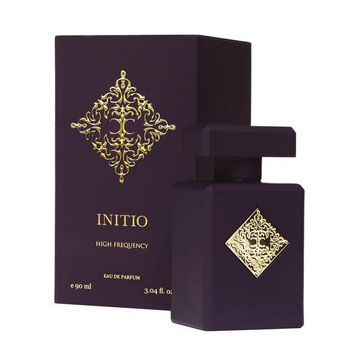 INITIO
HIGH FREQUENCY
EAU DE PARFUM
e 90 ml 3.04 fl. oz